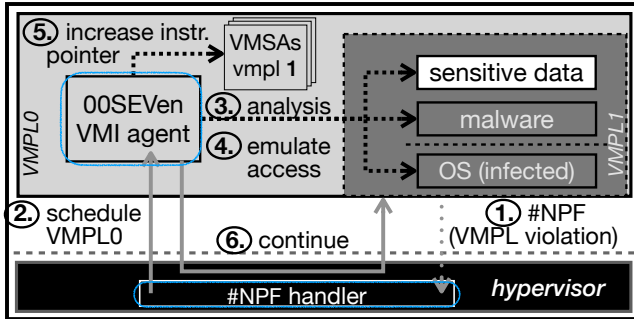 5. increase instr.
pointer
VMSAs
vmpl 1
sensitive data
00SEVen
VMI agent
3. analysis
malware
4. emulate
access
OS (infected)
VMPL0
VMPL1
2. schedule
VMPL0
1. #NPF
(VMPL violation)
6. continue
#NPF handler
hypervisor